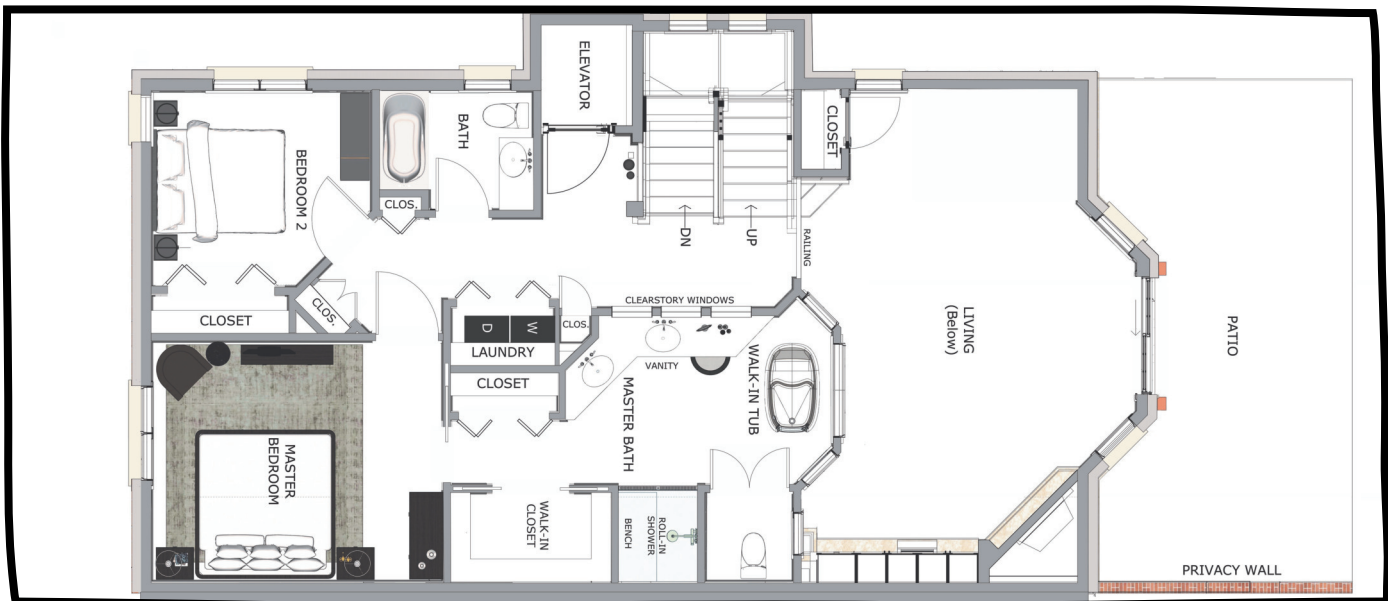 ELEVATOR
BATH
CLOSET
BEDROOM 2
CLOS.
DN
UP
RAILING
CLOSET
CLOS.
CLEARSTORY WINDOWS
D
W
CLOS.
LAUNDRY
VANITY
WALK-IN TUB
LIVING
(Below)
PATIO
CLOSET
MASTER BATH
MASTER
BEDROOM
WALK-IN
CLOSET
BENCH
ROLL-IN
SHOWER
PRIVACY WALL